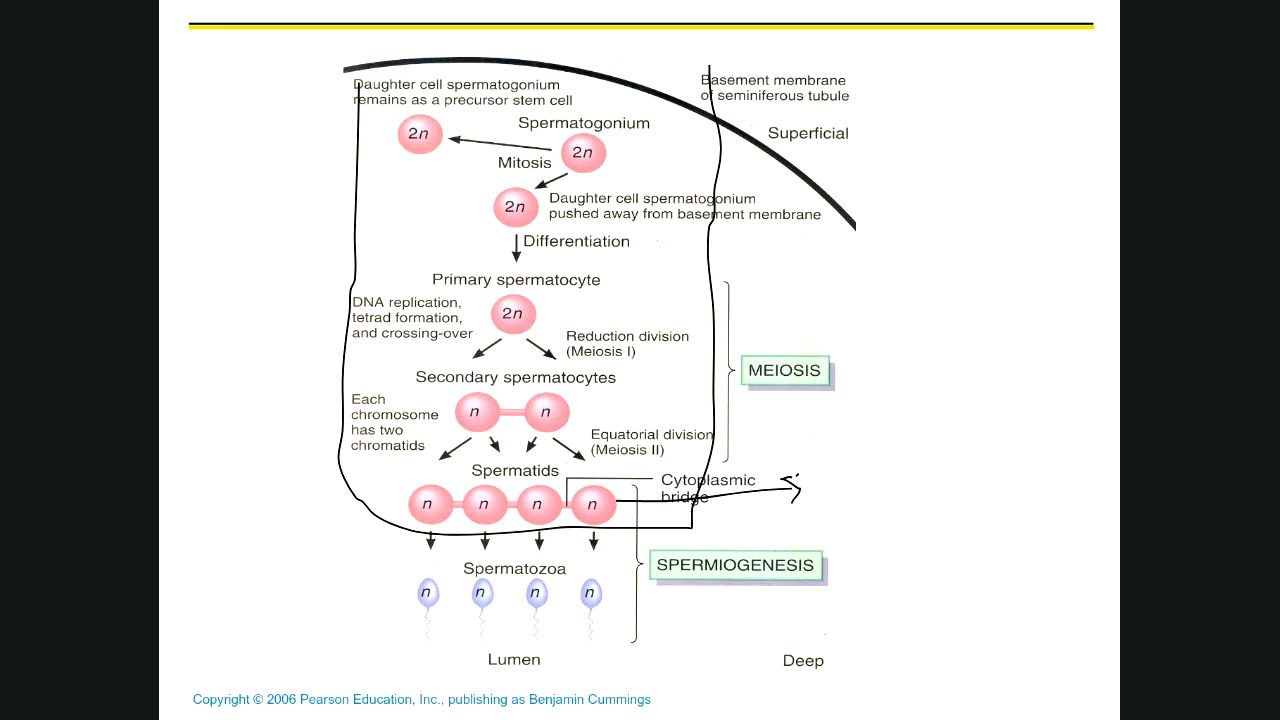 Daughter cell spermatogonium
remains as a precursor stem cell
Basement membrane
of seminiferous tubule
Spermatogonium
Superficial
2n
2n
Mitosis
2n
Daughter cell spermatogonium
pushed away from basement membrane
Differentiation
Primary spermatocyte
DNA replication,
tetrad formation,
and crossing-over
2n
Reduction division
(Meiosis I)
MEIOSIS
Secondary spermatocytes
Each
chromosome
has two
chromatids
n
n
Equatorial division
(Meiosis II)
Spermatids
Cytoplasmic
bridge
n
n
n
n
SPERMIOGENESIS
Spermatozoa
n
n
n
n
Lumen
Deep
Copyright © 2006 Pearson Education, Inc., publishing as Benjamin Cummings